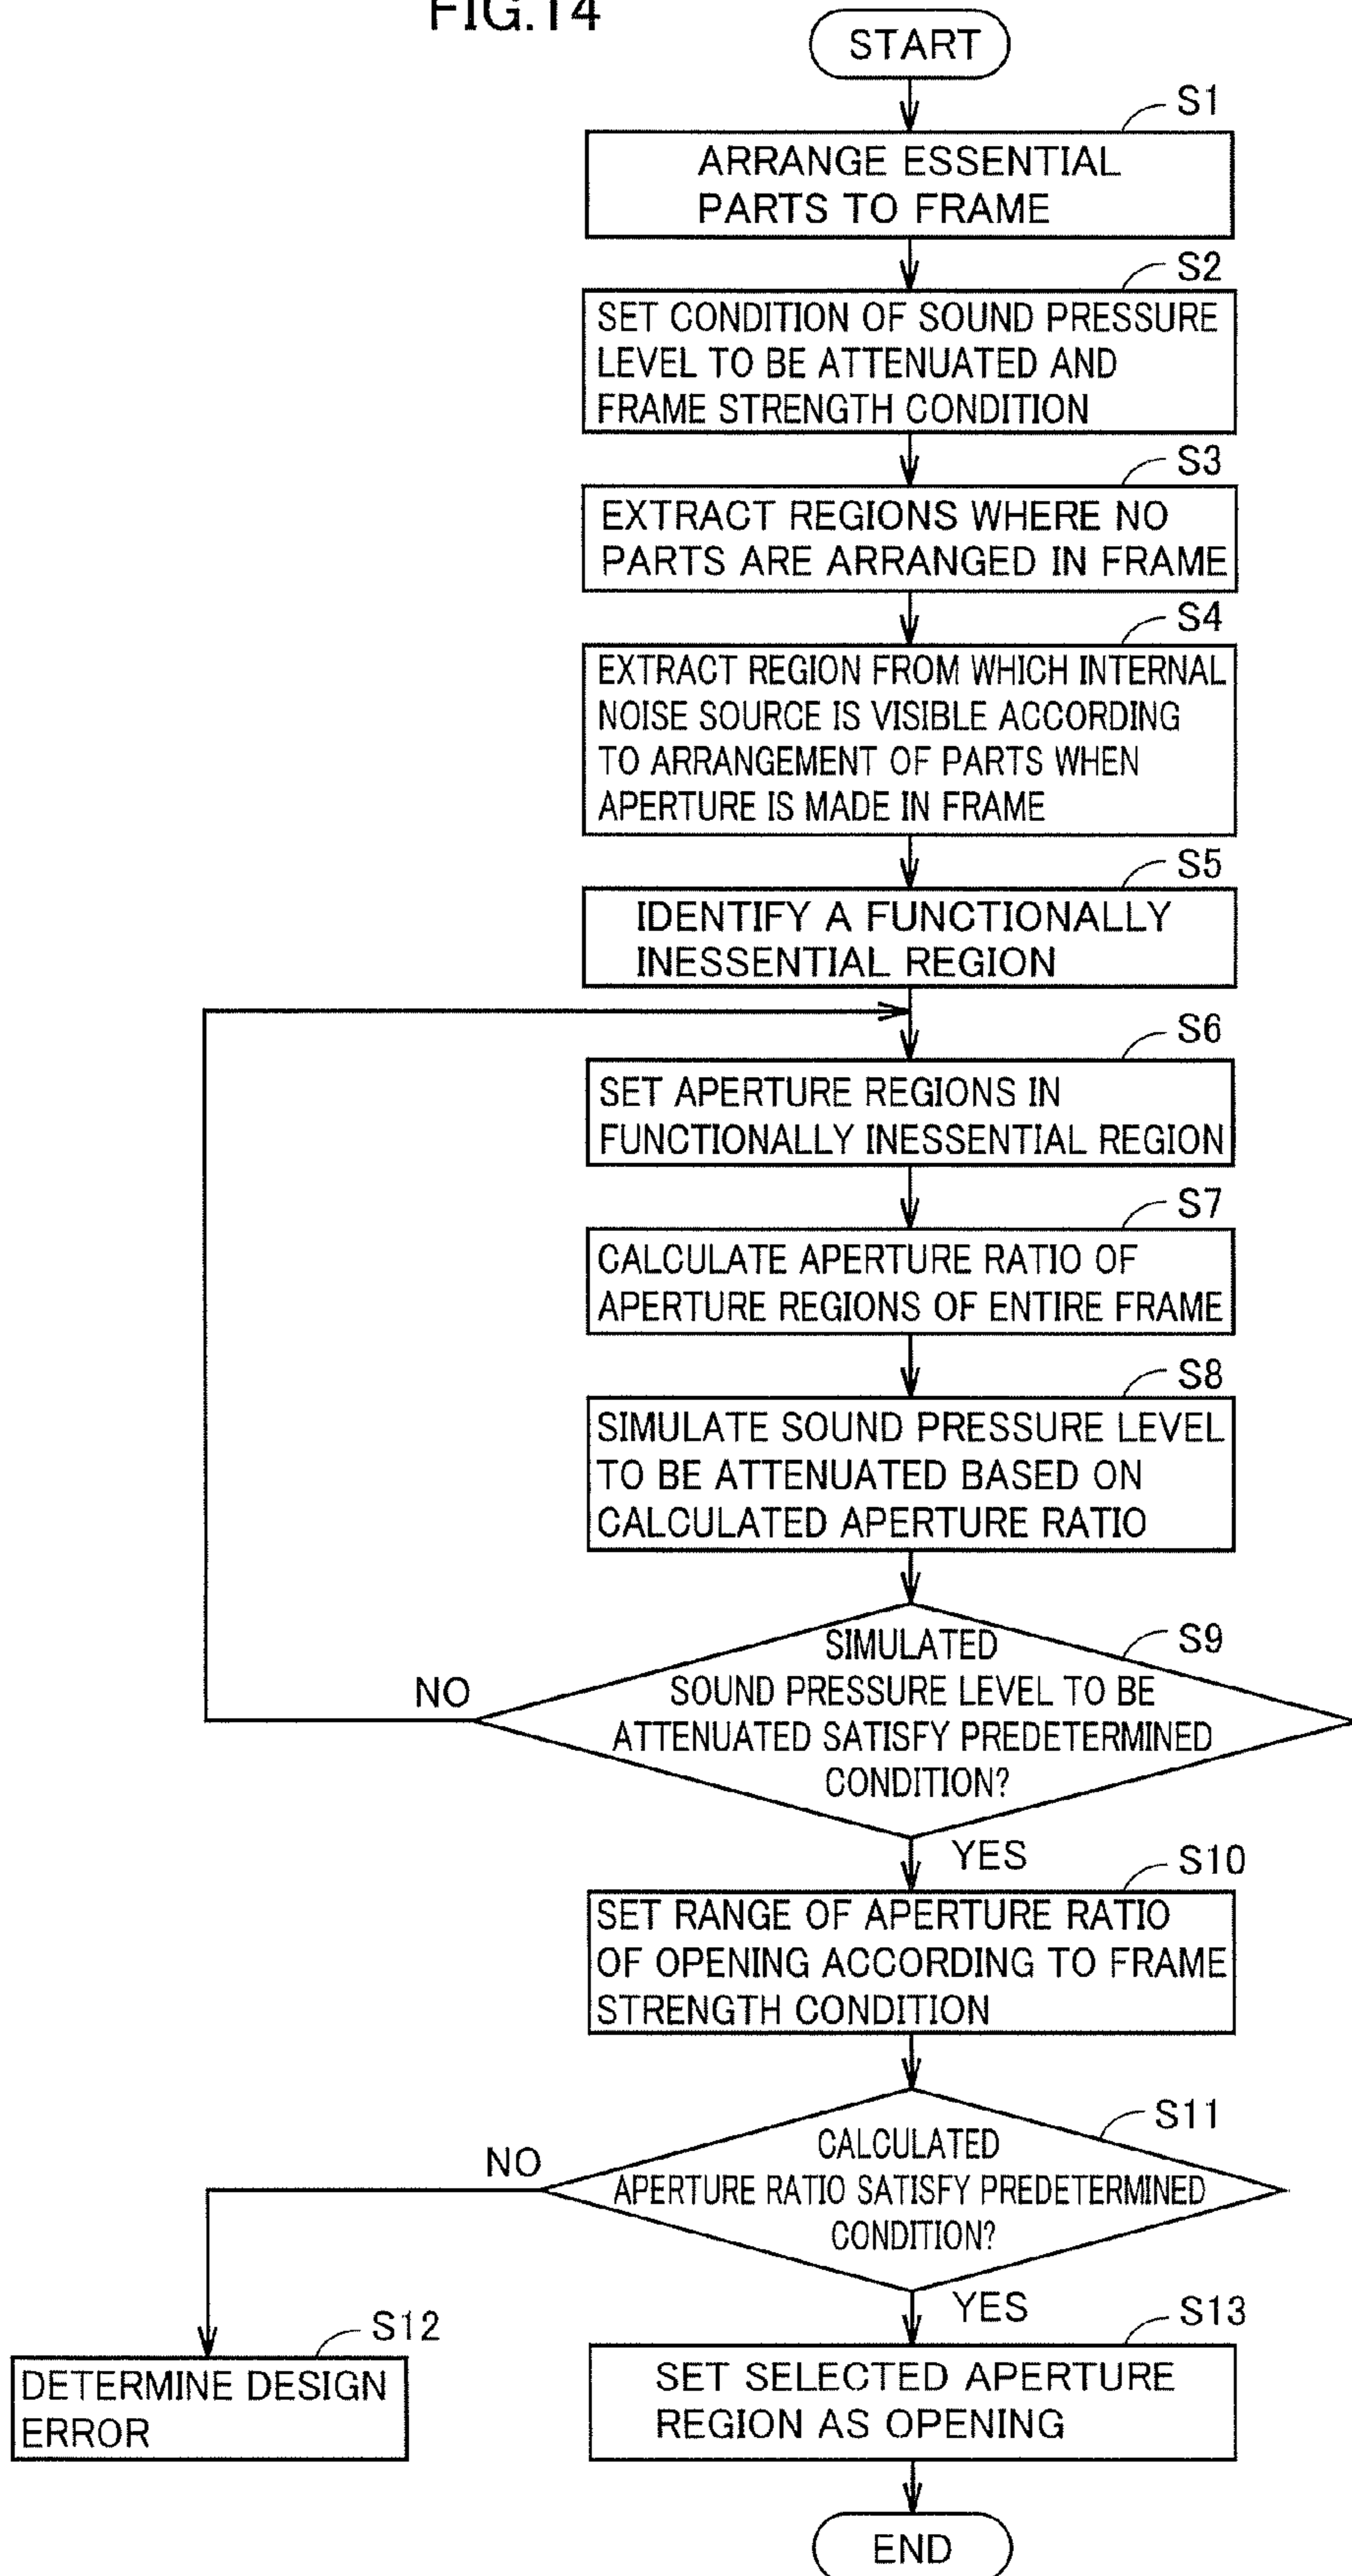 FIG.14
START
S1
ARRANGE ESSENTIAL
PARTS TO FRAME
S2
SET CONDITION OF SOUND PRESSURE
LEVEL TO BE ATTENUATED AND
FRAME STRENGTH CONDITION
S3
EXTRACT REGIONS WHERE NO
PARTS ARE ARRANGED IN FRAME
S4
EXTRACT REGION FROM WHICH INTERNAL
NOISE SOURCE IS VISIBLE ACCORDING
TO ARRANGEMENT OF PARTS WHEN
APERTURE IS MADE IN FRAME
S5
IDENTIFY A FUNCTIONALLY
INESSENTIAL REGION
S6
SET APERTURE REGIONS IN
FUNCTIONALLY INESSENTIAL REGION
S7
CALCULATE APERTURE RATIO OF
APERTURE REGIONS OF ENTIRE FRAME
S8
SIMULATE SOUND PRESSURE LEVEL
TO BE ATTENUATED BASED ON
CALCULATED APERTURE RATIO
S9
SIMULATED
SOUND PRESSURE LEVEL TO BE
ATTENUATED SATISFY PREDETERMINED
CONDITION?
NO
YES
S10
SET RANGE OF APERTURE RATIO
OF OPENING ACCORDING TO FRAME
STRENGTH CONDITION
S11
CALCULATED
APERTURE RATIO SATISFY PREDETERMINED
CONDITION?
NO
YES
S12
DETERMINE DESIGN
ERROR
S13
SET SELECTED APERTURE
REGION AS OPENING
END